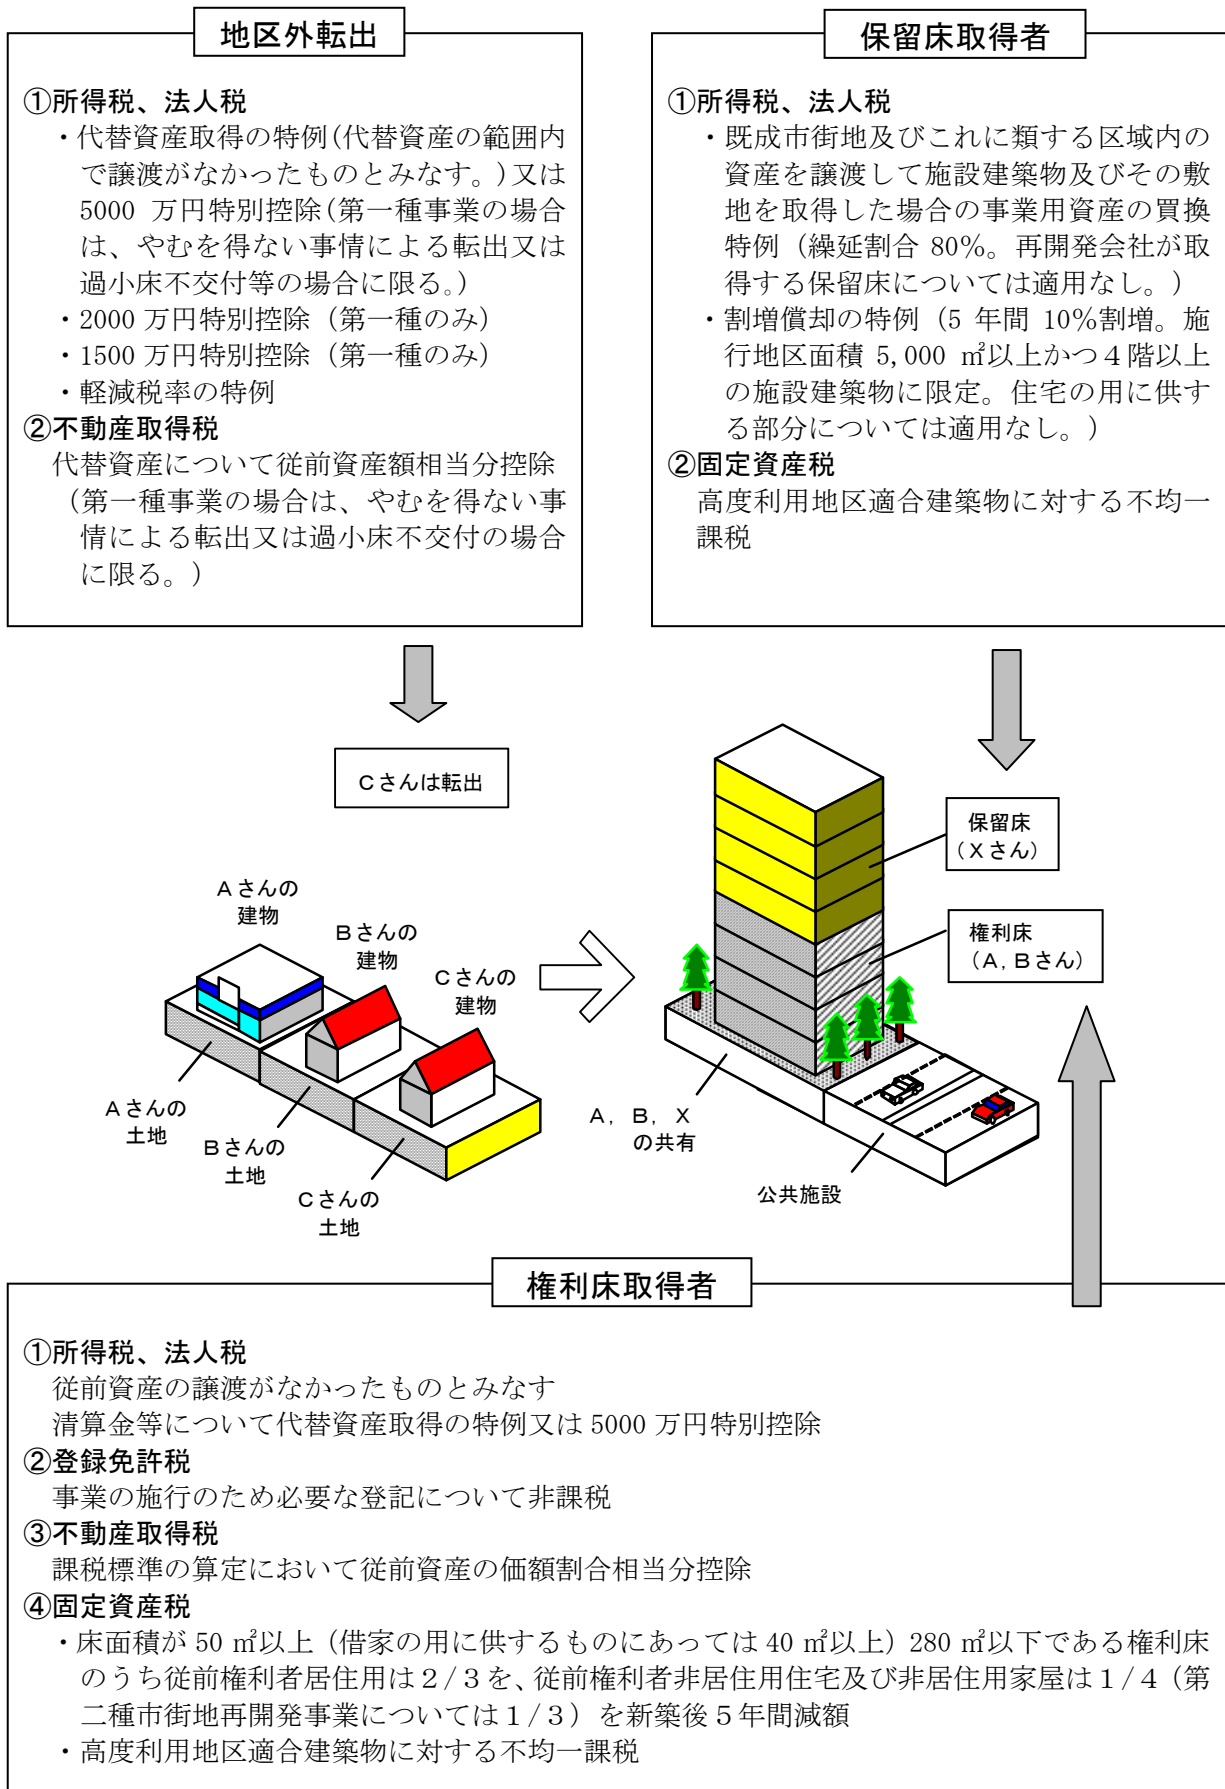 地区外転出
①所得税、法人税
・代替資産取得の特例(代替資産の範囲内
で譲渡がなかったものとみなす。)又は
5000 万円特別控除(第一種事業の場合
は、やむを得ない事情による転出又は
過小床不交付等の場合に限る。)
・2000 万円特別控除（第一種のみ）
・1500 万円特別控除（第一種のみ）
・軽減税率の特例
②不動産取得税
代替資産について従前資産額相当分控除
（第一種事業の場合は、やむを得ない事
情による転出又は過小床不交付の場合
に限る。）
保留床取得者
①所得税、法人税
・既成市街地及びこれに類する区域内の
資産を譲渡して施設建築物及びその敷
地を取得した場合の事業用資産の買換
特例（繰延割合 80％。再開発会社が取
得する保留床については適用なし。）
・割増償却の特例（5 年間 10％割増。施
行地区面積 5,000 ㎡以上かつ４階以上
の施設建築物に限定。住宅の用に供す
る部分については適用なし。）
②固定資産税
高度利用地区適合建築物に対する不均一
課税
Ｃさんは転出
保留床
（Ｘさん）
権利床
（Ａ，Ｂさん）
Ａさんの
建物
Ｂさんの
建物
Ｃさんの
建物
Ａさんの
土地
Ｂさんの
土地
Ｃさんの
土地
Ａ，Ｂ，Ｘ
の共有
公共施設
権利床取得者
①所得税、法人税
従前資産の譲渡がなかったものとみなす
清算金等について代替資産取得の特例又は 5000 万円特別控除
②登録免許税
事業の施行のため必要な登記について非課税
③不動産取得税
課税標準の算定において従前資産の価額割合相当分控除
④固定資産税
・床面積が 50 ㎡以上（借家の用に供するものにあっては 40 ㎡以上）280 ㎡以下である権利床
のうち従前権利者居住用は２/３を、従前権利者非居住用住宅及び非居住用家屋は１/４（第
二種市街地再開発事業については１/３）を新築後５年間減額
・高度利用地区適合建築物に対する不均一課税